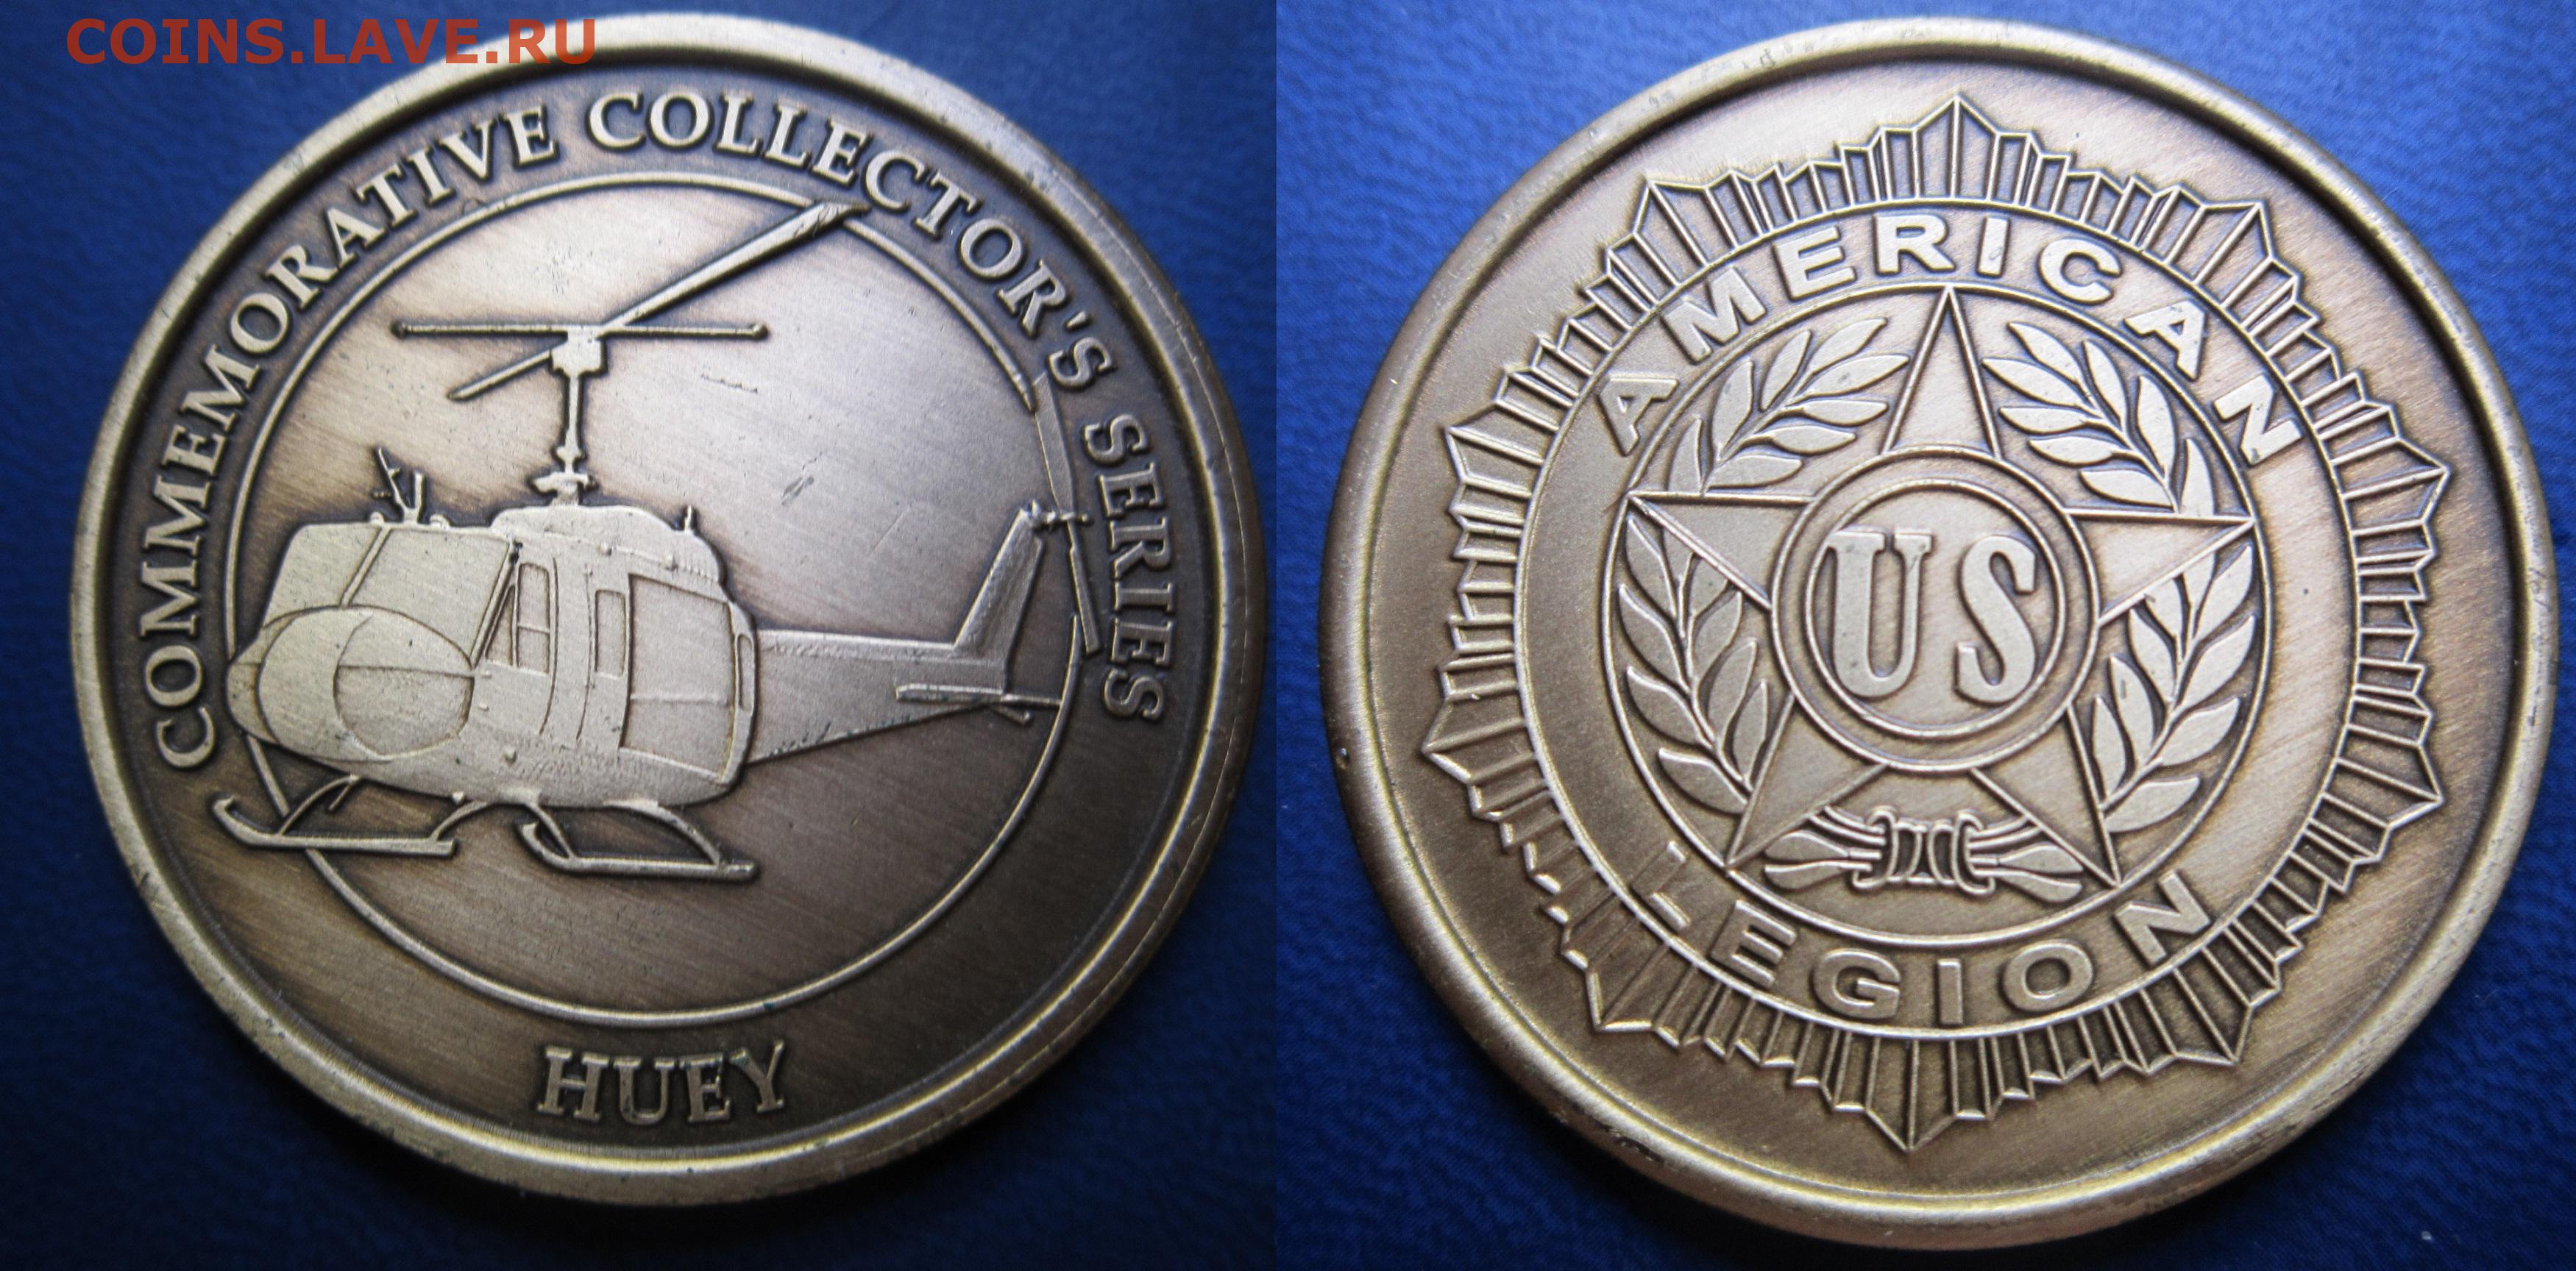 COINS.LAVE.RU
COMMEMORATIVE COLLECTOR'S SERIES
HUEY
AMERICAN
US
LEGION